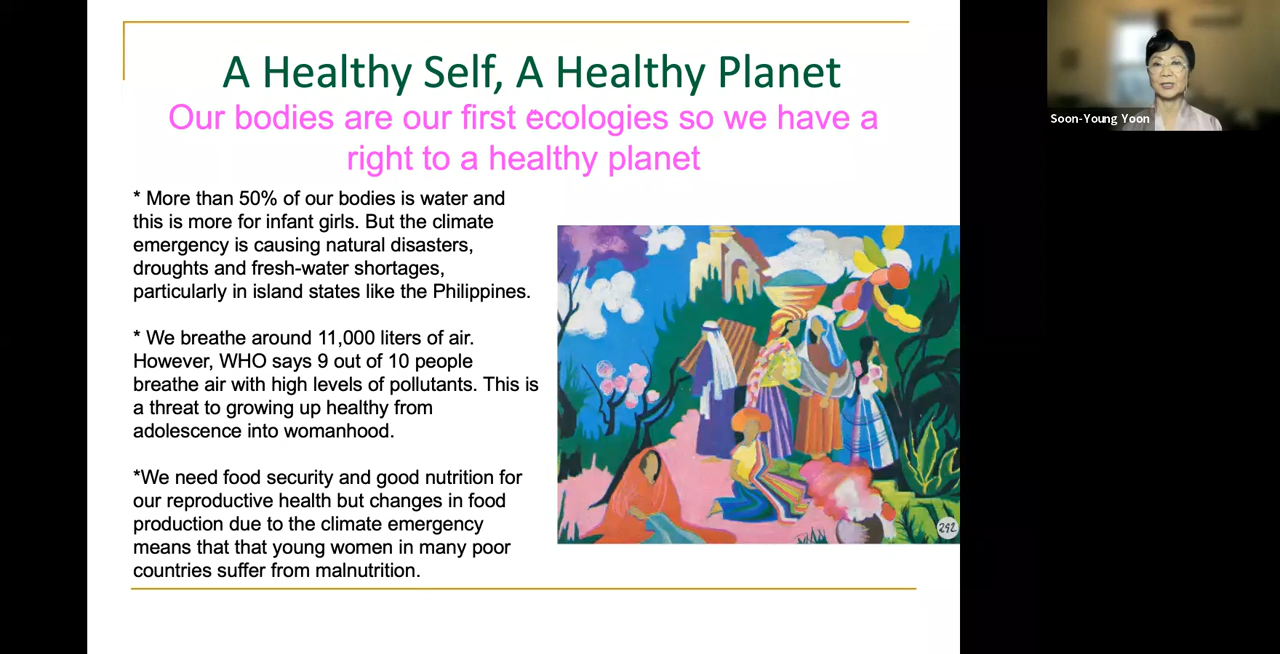 A Healthy Self, A Healthy Planet
Our bodies are our first ecologies so we have a
right to a healthy planet
* More than 50% of our bodies is water and
this is more for infant girls. But the climate
emergency is causing natural disasters,
droughts and fresh-water shortages,
particularly in island states like the Philippines.
* We breathe around 11,000 liters of air.
However, WHO says 9 out of 10 people
breathe air with high levels of pollutants. This is
a threat to growing up healthy from
adolescence into womanhood.
*We need food security and good nutrition for
our reproductive health but changes in food
production due to the climate emergency
means that that young women in many poor
countries suffer from malnutrition.
292
Soon-Young Yoon